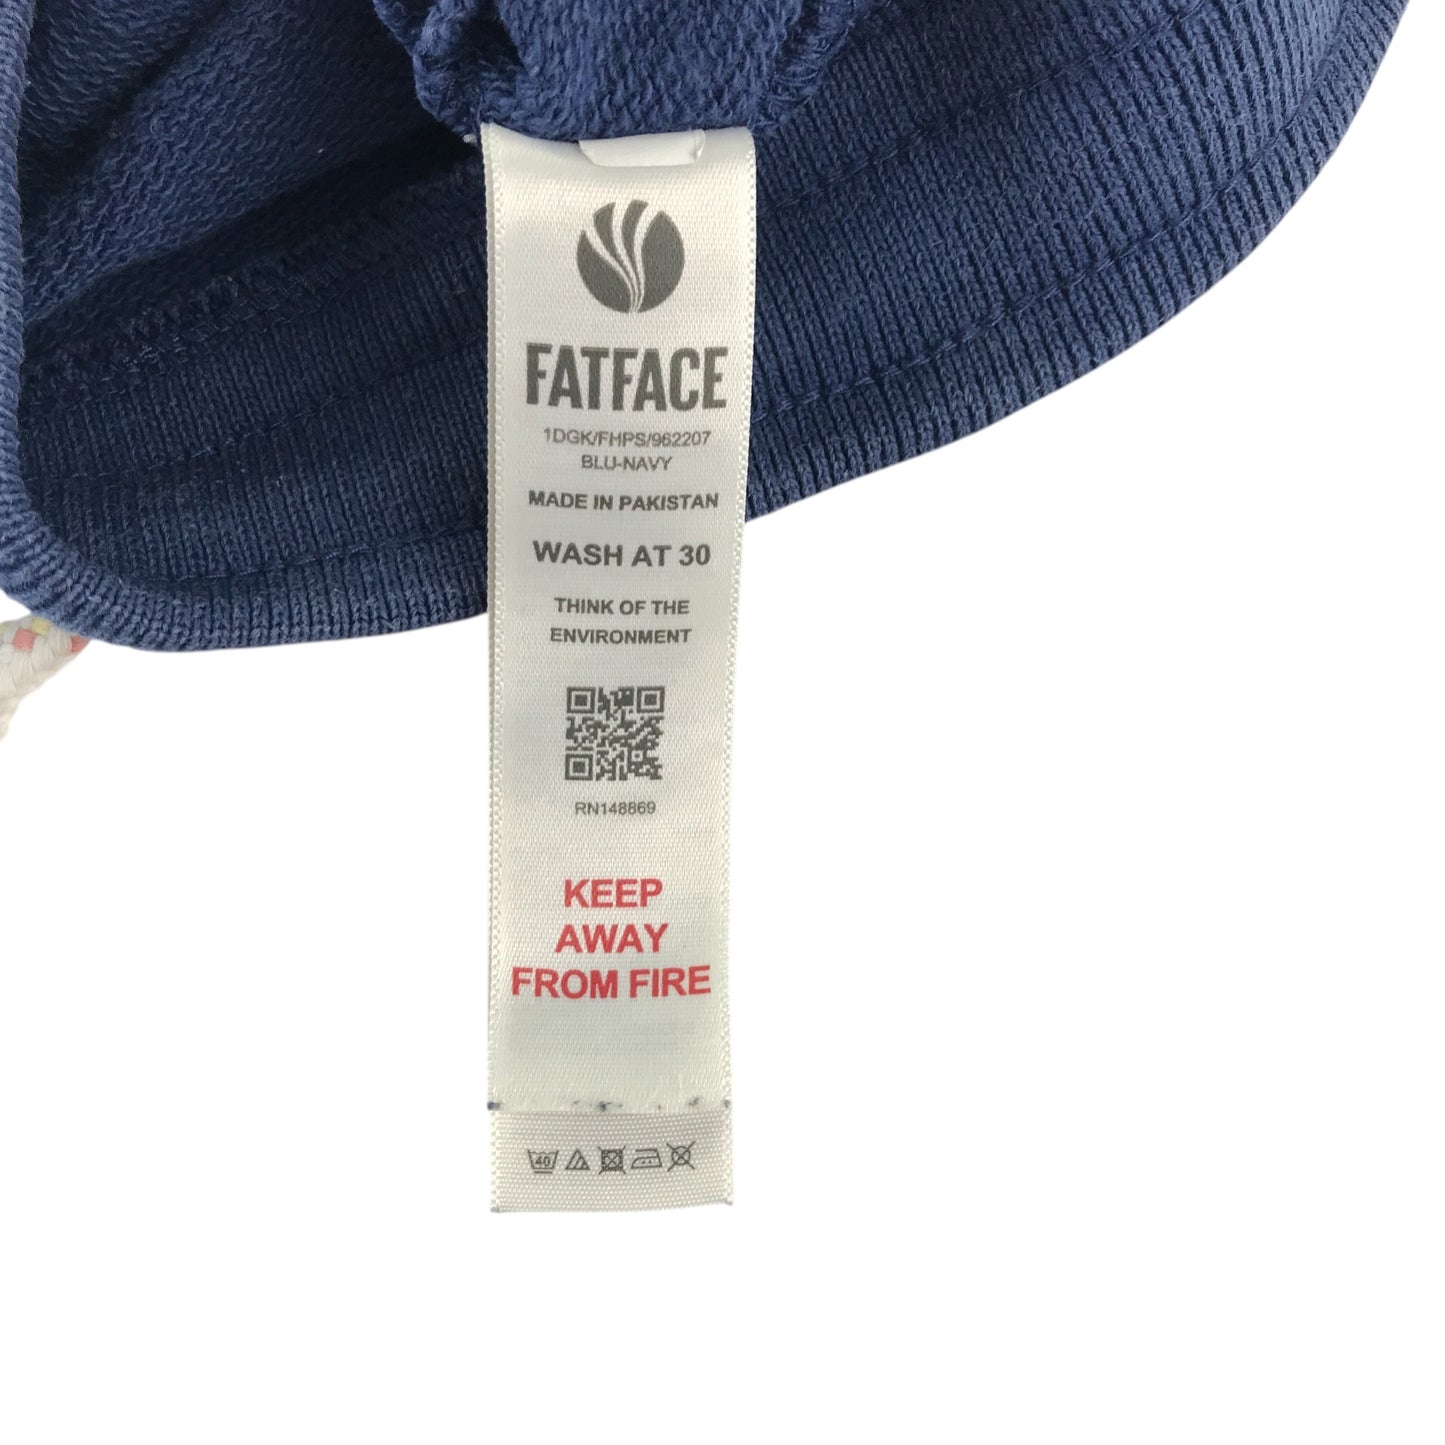 FATFACE
1DGK/FHPS/962207
BLU-NAVY
MADE IN PAKISTAN
WASH AT 30
THINK OF THE
ENVIRONMENT
RN148869
KEEP
AWAY
FROM FIRE
40